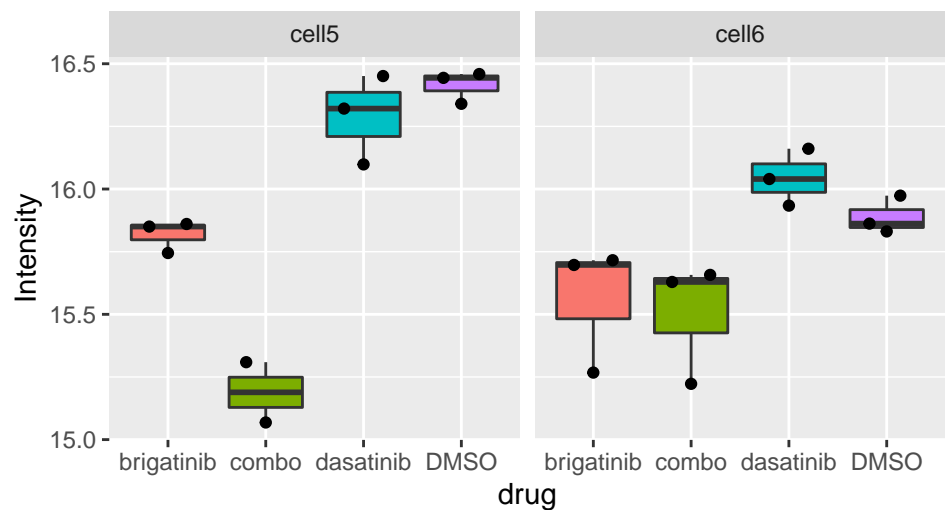 cell5 cell6
Intensity
16.5
16.0
15.5
15.0
brigatinib combo dasatinib DMSO brigatinib combo dasatinib DMSO
drug